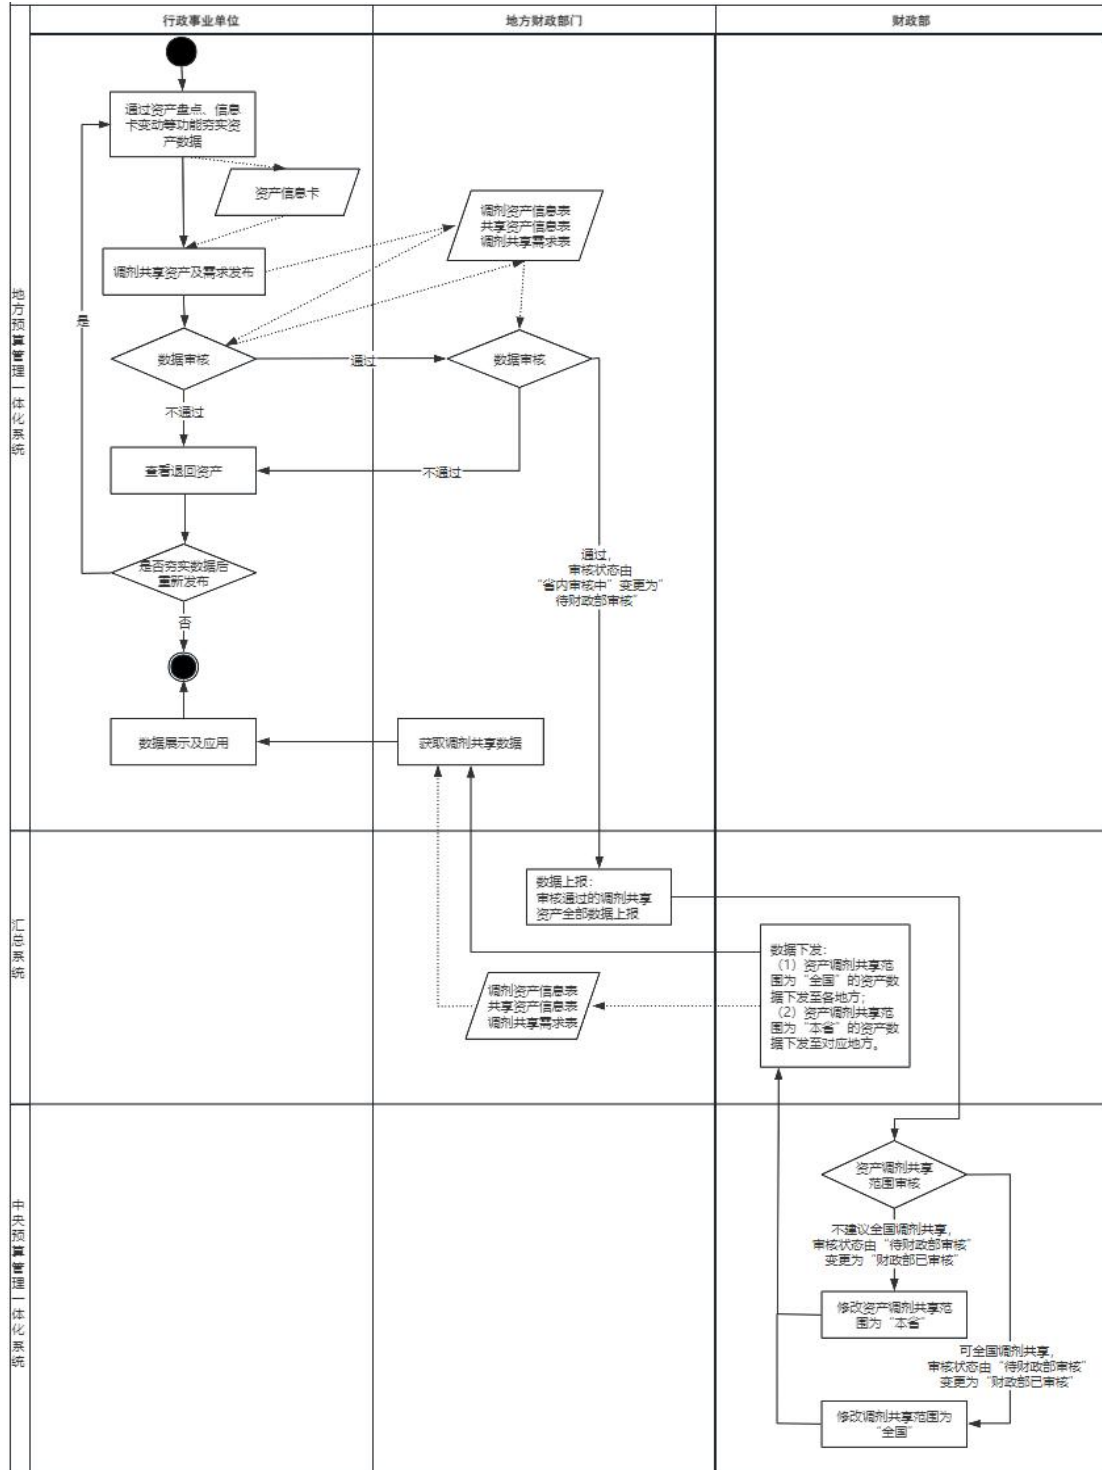 行政事业单位
地方财政部门
财政部
地方预算管理一体化系统
通过资产盘点、信息
卡变动等功能夯实资
产数据
资产信息卡
调剂资产信息表
共享资产信息表
调剂共享需求表
调剂共享资产及需求发布
是
数据审核
通过
数据审核
不通过
查看退回资产
不通过
是否夯实数据后
重新发布
通过，
审核状态由
“省内审核中”变更为“
待财政部审核”
否
数据展示及应用
获取调剂共享数据
汇总系统
数据上报：
审核通过的调剂共享
资产全部数据上报
数据下发：
（1）资产调剂共享范
围为“全国”的资产数
据下发至各地方；
（2）资产调剂共享范
围为“本省”的资产数
据下发至对应地方。
调剂资产信息表
共享资产信息表
调剂共享需求表
中央预算管理一体化系统
资产调剂共享
范围审核
不建议全国调剂共享，
审核状态由“待财政部审核”
变更为“财政部已审核”
修改资产调剂共享范
围为“本省”
可全国调剂共享，
审核状态由“待财政部审核”
变更为“财政部已审核”
修改调剂共享范围为
“全国”